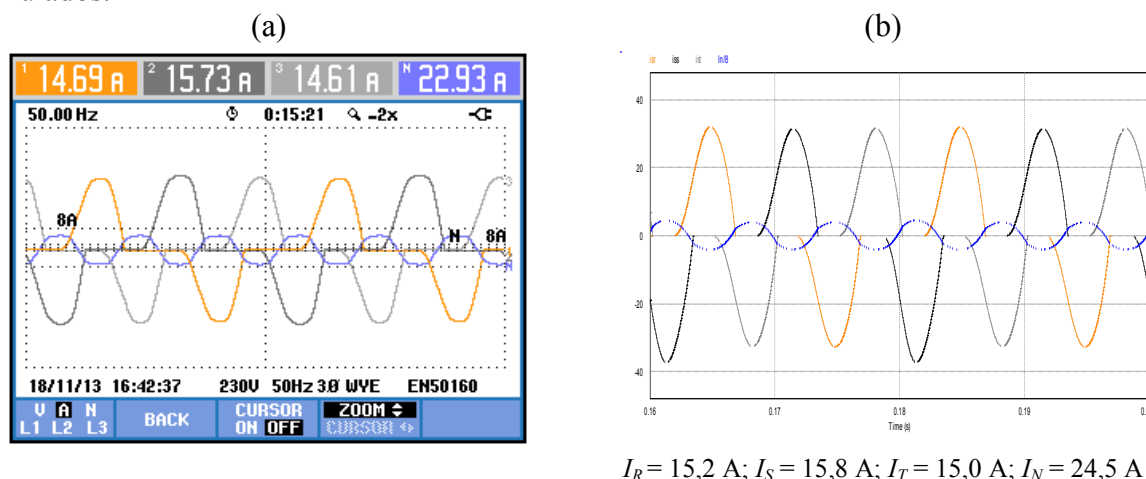 (a)
(b)
1 14.69 A 2 15.73 A 3 14.61 A N 22.93 A
50.00 Hz 0:15:21 -2x
8A
N 8A
18/11/13 16:42:37 230V 50Hz 3Ø WYE EN50160
V A N
L1 L2 L3
BACK
CURSOR
ON OFF
ZOOM
CURSOR
isr iss ist In/8
40
20
0
-20
-40
0.16 0.17 0.18 0.19
Time (s)
I_R = 15,2 A; I_S = 15,8 A; I_T = 15,0 A; I_N = 24,5 A